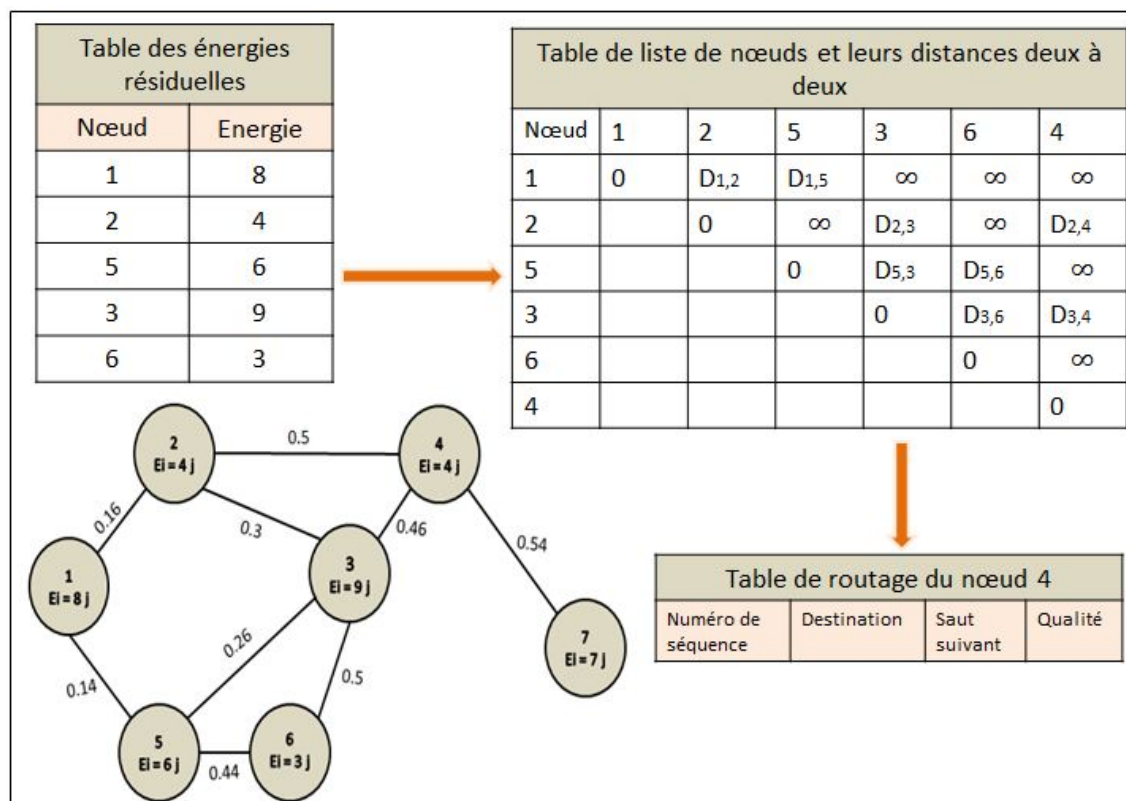 Table des énergies
résiduelles
Nœud Energie
1 8
2 4
5 6
3 9
6 3
Table de liste de nœuds et leurs distances deux à
deux
Nœud 1 2 5 3 6 4
1 0 D1,2 D1,5 ∞ ∞ ∞
2 0 ∞ D2,3 ∞ D2,4
5 0 D5,3 D5,6 ∞
3 0 D3,6 D3,4
6 0 ∞
4 0
2
Ei = 4 j
0.5
4
Ei = 4 j
0.16
0.3
0.46
0.54
1
Ei = 8 j
3
Ei = 9 j
7
Ei = 7 j
0.26
0.14
0.5
5
Ei = 6 j
0.44
6
Ei = 3 j
Table de routage du nœud 4
Numéro de
séquence
Destination
Saut
suivant
Qualité